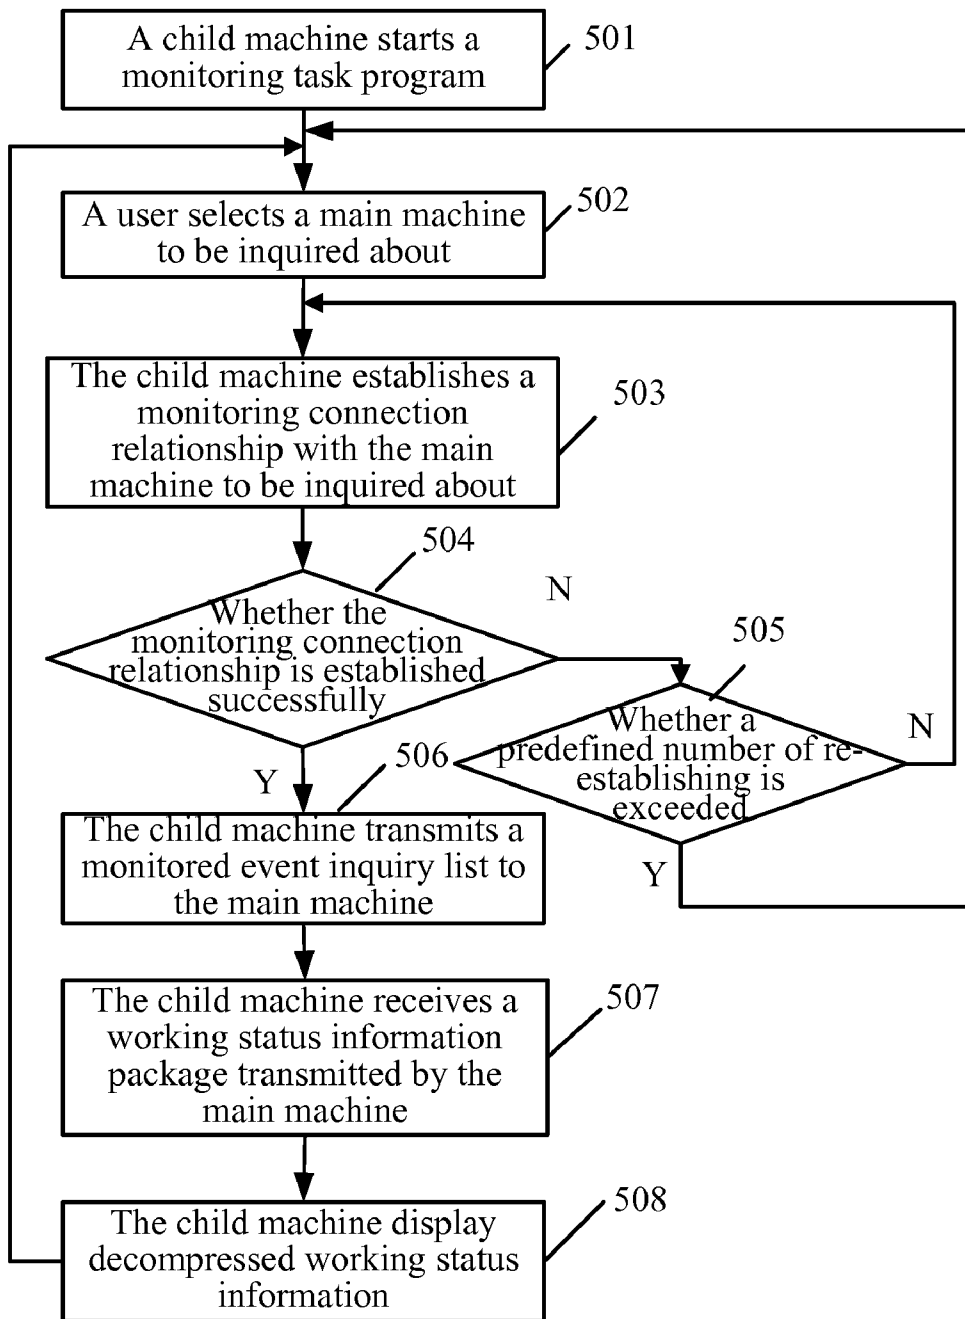 A child machine starts a
monitoring task program
501
A user selects a main machine
to be inquired about
502
The child machine establishes a
monitoring connection
relationship with the main
machine to be inquired about
503
504
Whether the
monitoring connection
relationship is established
successfully
N
Y
505
Whether a
predefined number of re-
establishing is
exceeded
N
Y
506
The child machine transmits a
monitored event inquiry list to
the main machine
The child machine receives a
working status information
package transmitted by the
main machine
507
The child machine display
decompressed working status
information
508